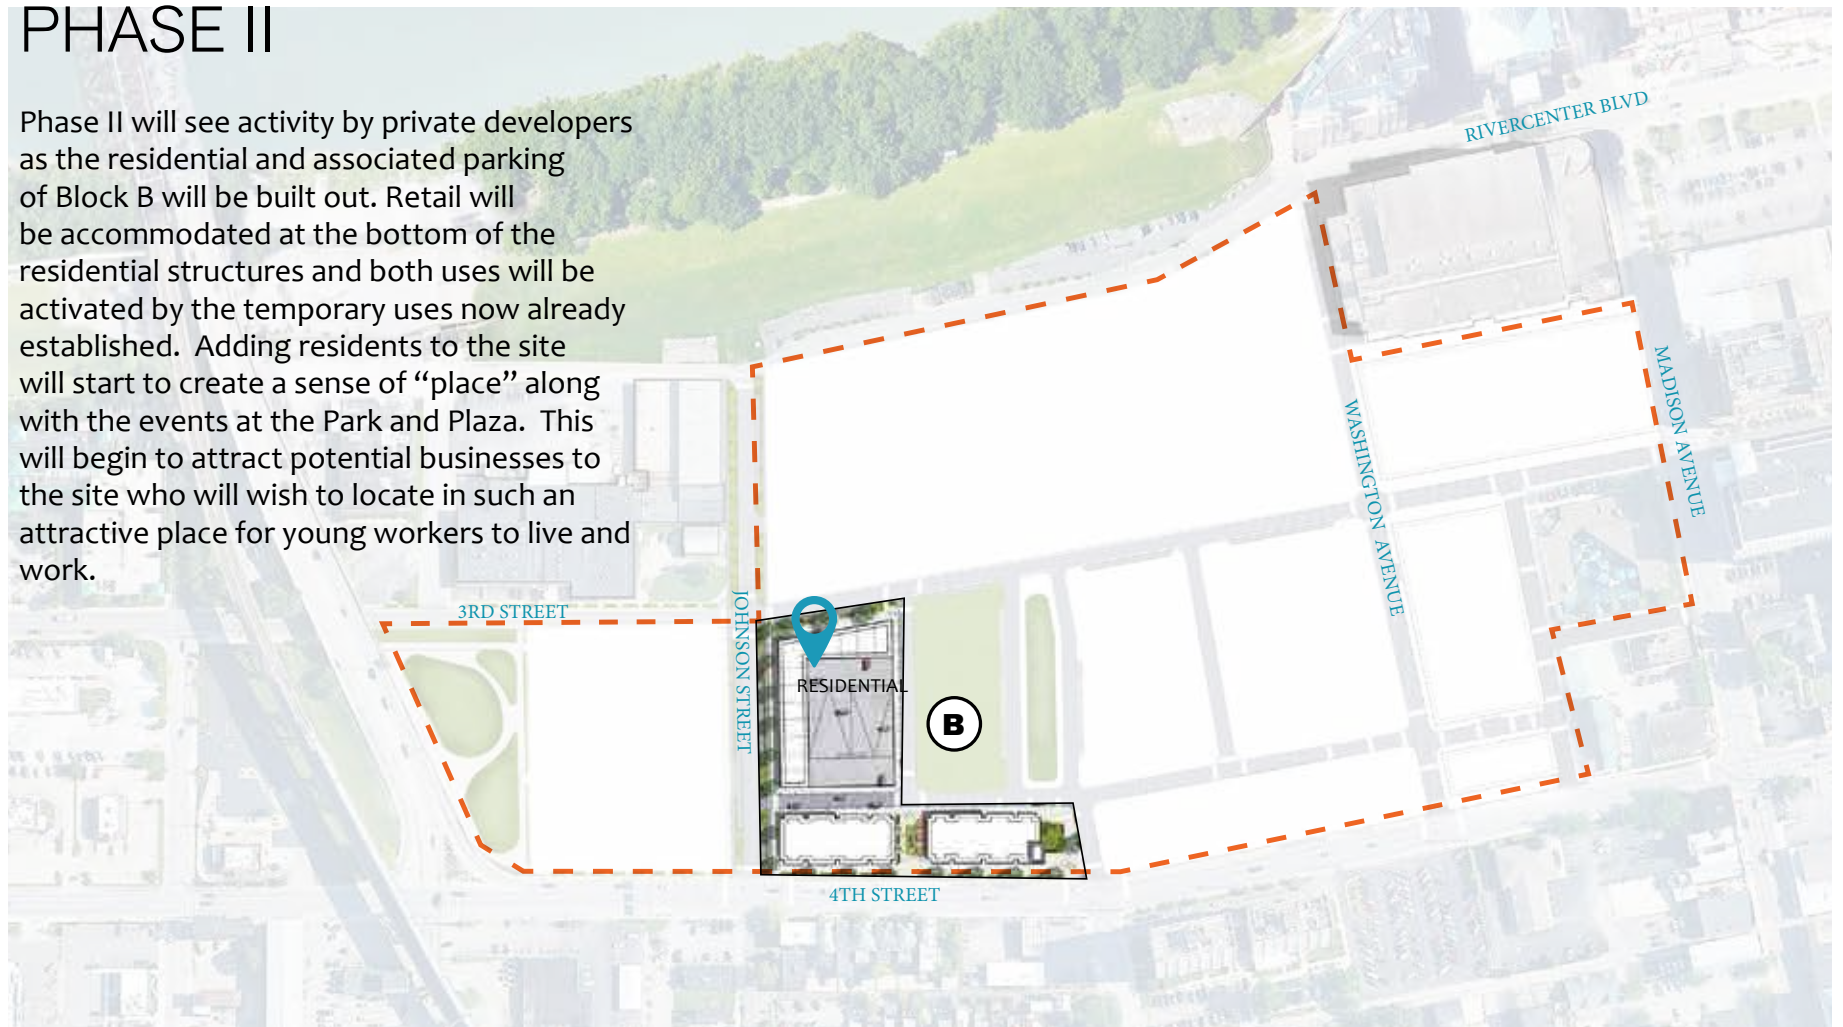 PHASE II
Phase II will see activity by private developers
as the residential and associated parking
of Block B will be built out. Retail will
be accommodated at the bottom of the
residential structures and both uses will be
activated by the temporary uses now already
established.  Adding residents to the site
will start to create a sense of “place” along
with the events at the Park and Plaza.  This
will begin to attract potential businesses to
the site who will wish to locate in such an
attractive place for young workers to live and
work.
RIVERCENTER BLVD
MADISON AVENUE
WASHINGTON AVENUE
3RD STREET
JOHNSON STREET
RESIDENTIAL
B
4TH STREET